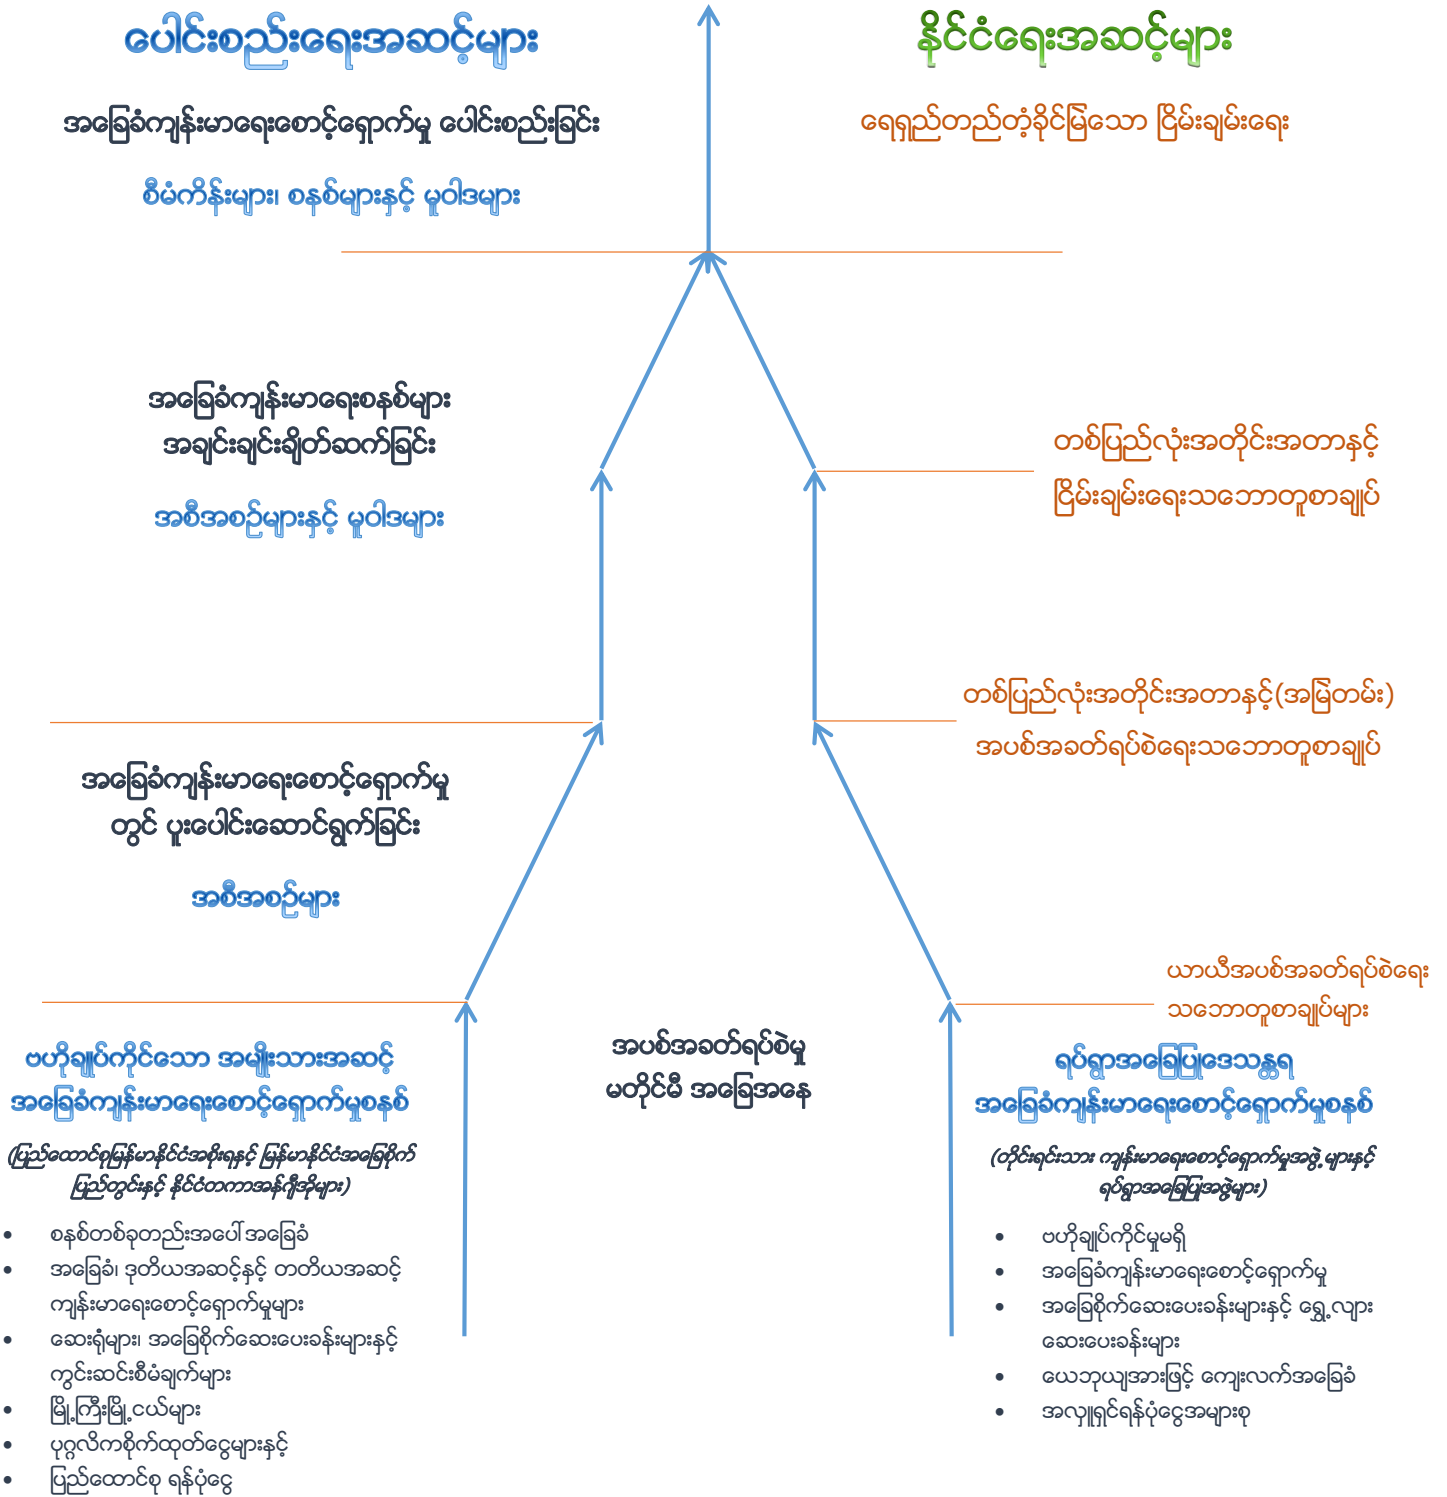 ပေါင်းစည်းရေးအဆင့်များ
နိုင်ငံရေးအဆင့်များ
အခြေခံကျန်းမာရေးစောင့်ရှောက်မှု ပေါင်းစည်းခြင်း
စီမံကိန်းများ၊ စနစ်များနှင့် မူဝါဒများ
ရေရှည်တည်တံ့ခိုင်မြဲသော ငြိမ်းချမ်းရေး
အခြေခံကျန်းမာရေးစနစ်များ
အချင်းချင်းချိတ်ဆက်ခြင်း
အစီအစဉ်များနှင့် မူဝါဒများ
တစ်ပြည်လုံးအတိုင်းအတာနှင့်
ငြိမ်းချမ်းရေးသဘောတူစာချုပ်
တစ်ပြည်လုံးအတိုင်းအတာနှင့်(အမြဲတမ်း)
အပစ်အခတ်ရပ်စဲရေးသဘောတူစာချုပ်
အခြေခံကျန်းမာရေးစောင့်ရှောက်မှု
တွင် ပူးပေါင်းဆောင်ရွက်ခြင်း
အစီအစဉ်များ
ယာယီအပစ်အခတ်ရပ်စဲရေး
သဘောတူစာချုပ်များ
ဗဟိုချုပ်ကိုင်သော အမျိုးသားအဆင့်
အခြေခံကျန်းမာရေးစောင့်ရှောက်မှုစနစ်
(ပြည်ထောင်စုမြန်မာနိုင်ငံအစိုးရနှင့် မြန်မာနိုင်ငံအခြေစိုက်
ပြည်တွင်းနှင့် နိုင်ငံတကာအန်ဂျီအိုများ)
• စနစ်တစ်ခုတည်းအပေါ် အခြေခံ
• အခြေခံ၊ ဒုတိယအဆင့်နှင့် တတိယအဆင့်
ကျန်းမာရေးစောင့်ရှောက်မှုများ
• ဆေးရုံများ၊ အခြေစိုက်ဆေးပေးခန်းများနှင့်
ကွင်းဆင်းစီမံချက်များ
• မြို့ကြီးမြို့ငယ်များ
• ပုဂ္ဂလိကစိုက်ထုတ်ငွေများနှင့်
• ပြည်ထောင်စု ရန်ပုံငွေ
အပစ်အခတ်ရပ်စဲမှု
မတိုင်မီ အခြေအနေ
ရပ်ရွာအခြေပြုဒေသန္တရ
အခြေခံကျန်းမာရေးစောင့်ရှောက်မှုစနစ်
(တိုင်းရင်းသား ကျန်းမာရေးစောင့်ရှောက်မှုအဖွဲ့များနှင့်
ရပ်ရွာအခြေပြုအဖွဲ့များ)
• ဗဟိုချုပ်ကိုင်မှုမရှိ
• အခြေခံကျန်းမာရေးစောင့်ရှောက်မှု
• အခြေစိုက်ဆေးပေးခန်းများနှင့် ရွှေ့လျား
ဆေးပေးခန်းများ
• ယေဘုယျအားဖြင့် ကျေးလက်အခြေခံ
• အလှူရှင်ရန်ပုံငွေအများစု